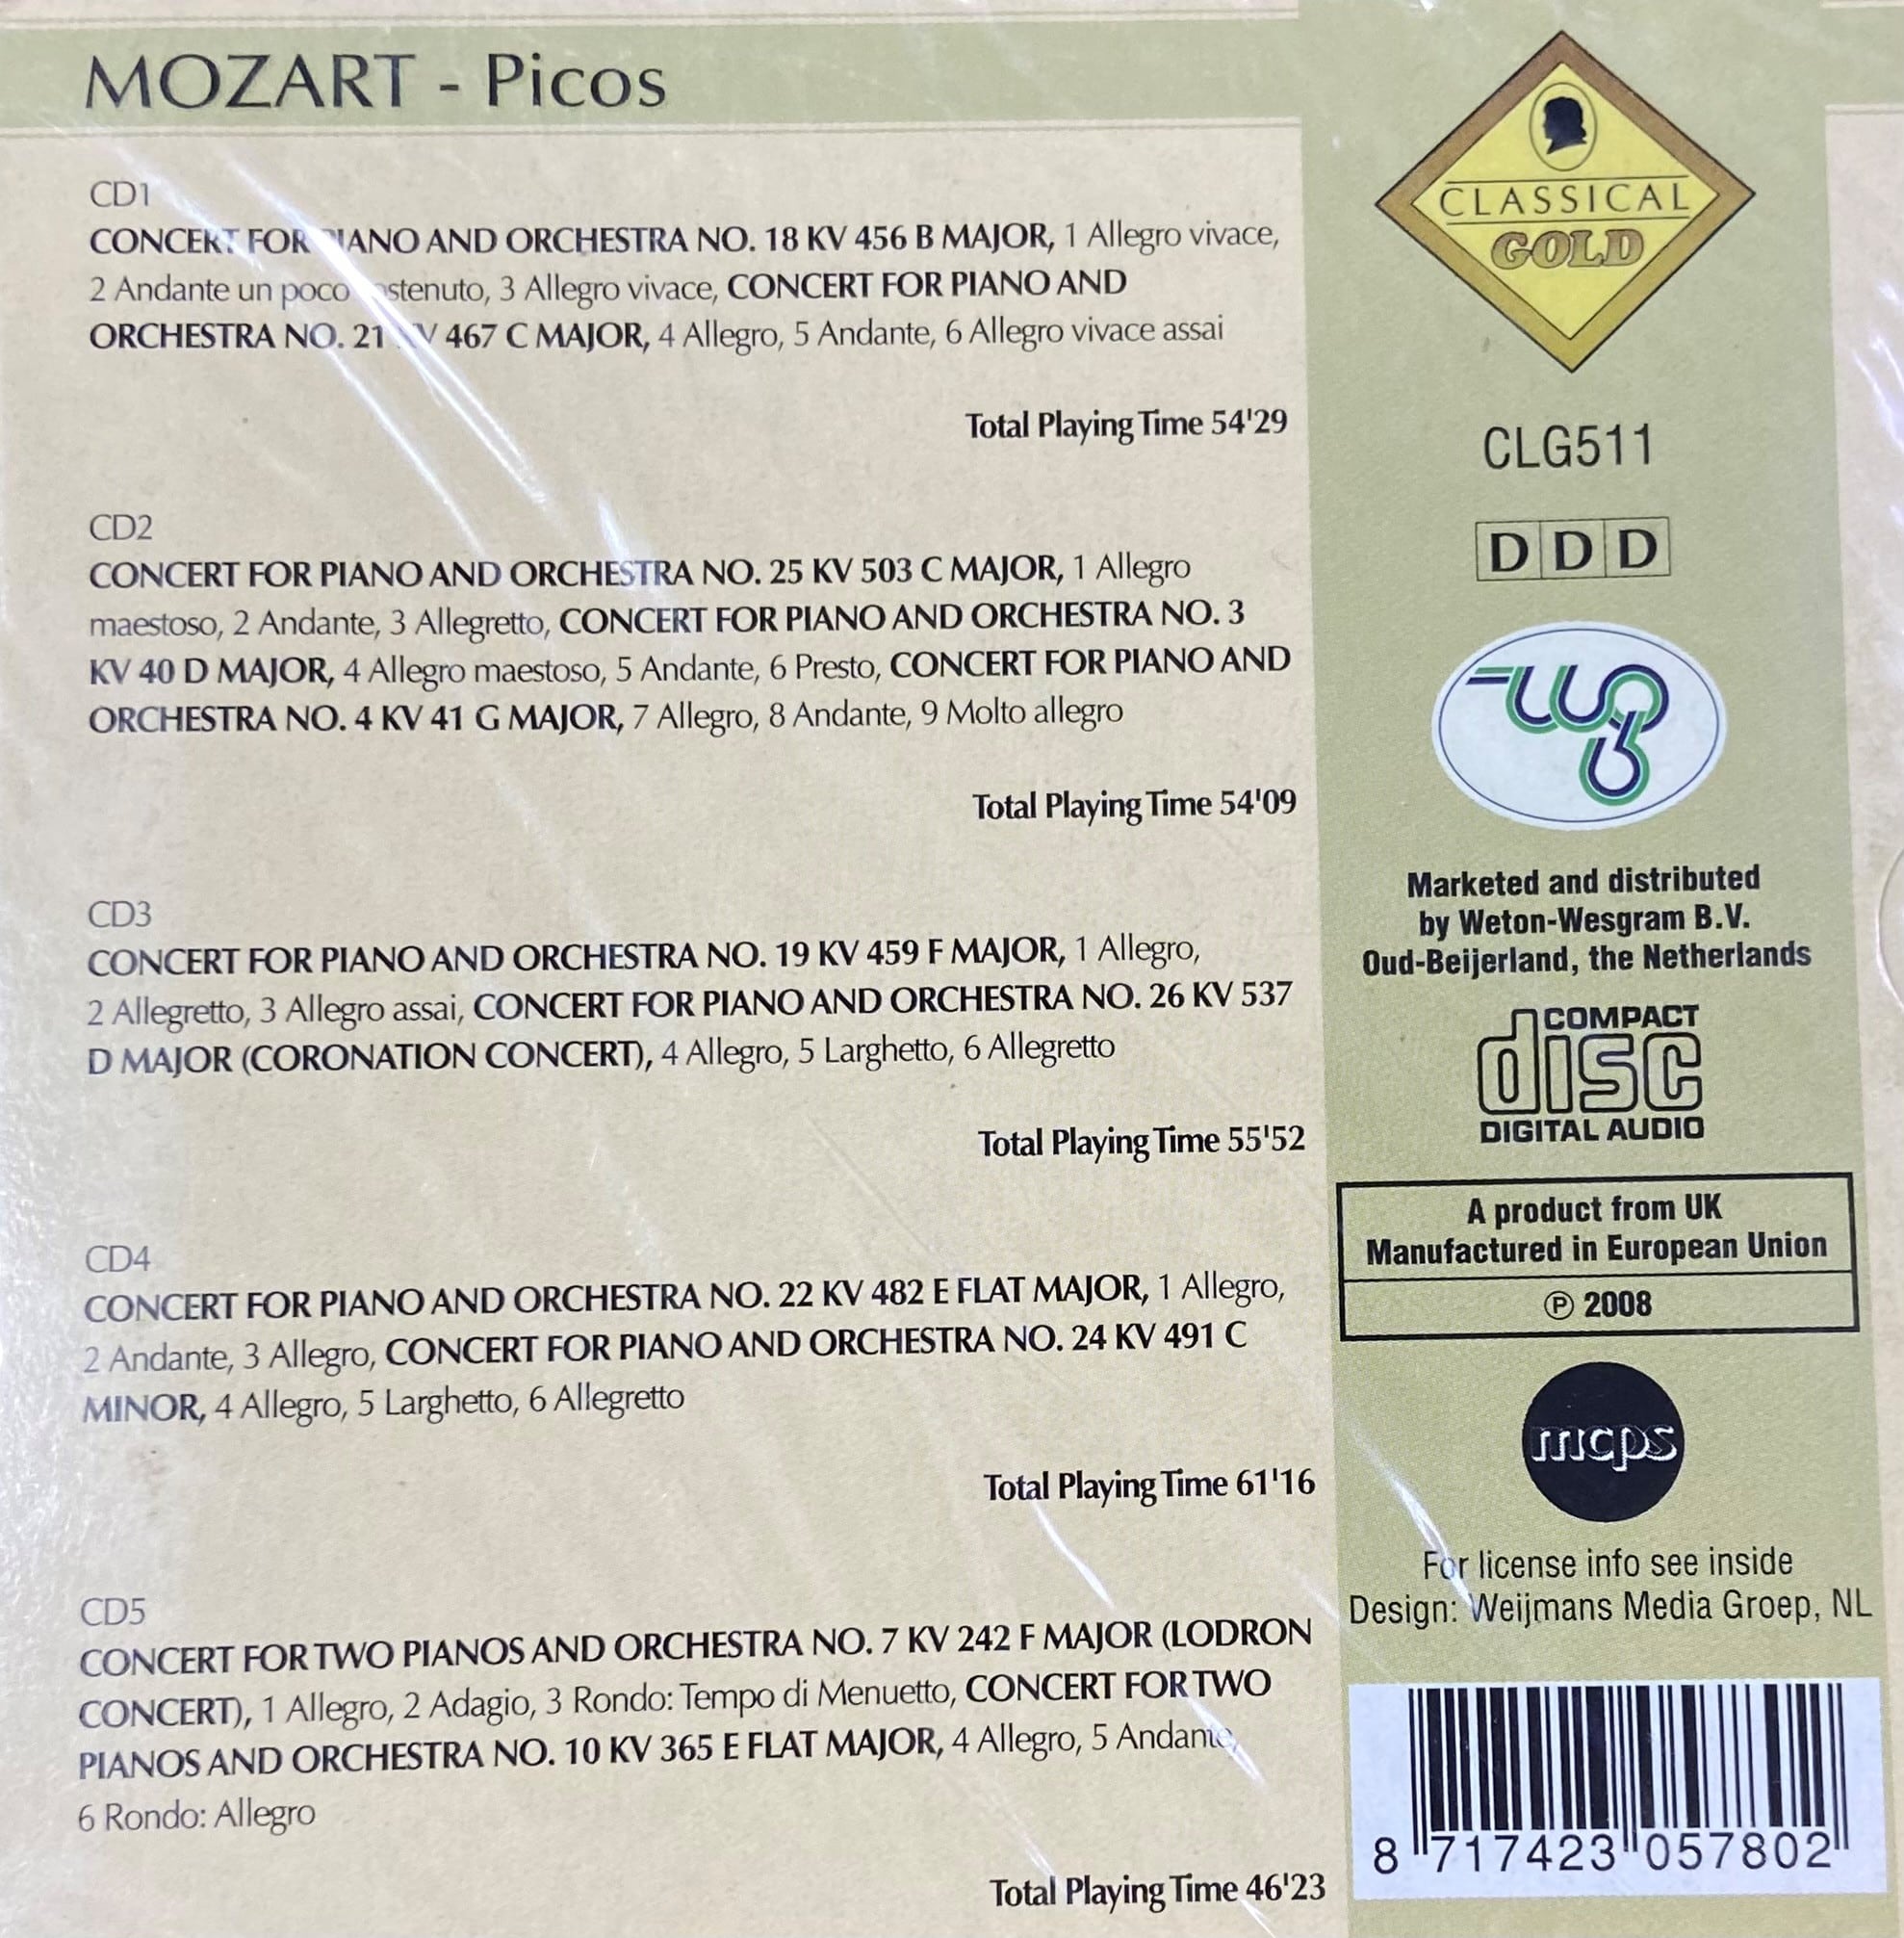 MOZART - Picos
CD1
CONCERT FOR PIANO AND ORCHESTRA NO. 18 KV 456 B MAJOR, 1 Allegro vivace,
2 Andante un poco sostenuto, 3 Allegro vivace, CONCERT FOR PIANO AND
ORCHESTRA NO. 21 KV 467 C MAJOR, 4 Allegro, 5 Andante, 6 Allegro vivace assai
Total Playing Time 54'29
CD2
CONCERT FOR PIANO AND ORCHESTRA NO. 25 KV 503 C MAJOR, 1 Allegro
maestoso, 2 Andante, 3 Allegretto, CONCERT FOR PIANO AND ORCHESTRA NO. 3
KV 40 D MAJOR, 4 Allegro maestoso, 5 Andante, 6 Presto, CONCERT FOR PIANO AND
ORCHESTRA NO. 4 KV 41 G MAJOR, 7 Allegro, 8 Andante, 9 Molto allegro
Total Playing Time 54'09
CD3
CONCERT FOR PIANO AND ORCHESTRA NO. 19 KV 459 F MAJOR, 1 Allegro,
2 Allegretto, 3 Allegro assai, CONCERT FOR PIANO AND ORCHESTRA NO. 26 KV 537
D MAJOR (CORONATION CONCERT), 4 Allegro, 5 Larghetto, 6 Allegretto
Total Playing Time 55'52
CD4
CONCERT FOR PIANO AND ORCHESTRA NO. 22 KV 482 E FLAT MAJOR, 1 Allegro,
2 Andante, 3 Allegro, CONCERT FOR PIANO AND ORCHESTRA NO. 24 KV 491 C
MINOR, 4 Allegro, 5 Larghetto, 6 Allegretto
Total Playing Time 61'16
CD5
CONCERT FOR TWO PIANOS AND ORCHESTRA NO. 7 KV 242 F MAJOR (LODRON
CONCERT), 1 Allegro, 2 Adagio, 3 Rondo: Tempo di Menuetto, CONCERT FOR TWO
PIANOS AND ORCHESTRA NO. 10 KV 365 E FLAT MAJOR, 4 Allegro, 5 Andante,
6 Rondo: Allegro
Total Playing Time 46'23
CLASSICAL
GOLD
CLG511
D D D
Marketed and distributed
by Weton-Wesgram B.V.
Oud-Beijerland, the Netherlands
COMPACT
disc
DIGITAL AUDIO
A product from UK
Manufactured in European Union
℗ 2008
mcps
For license info see inside
Design: Weijmans Media Groep, NL
8 717423 057802